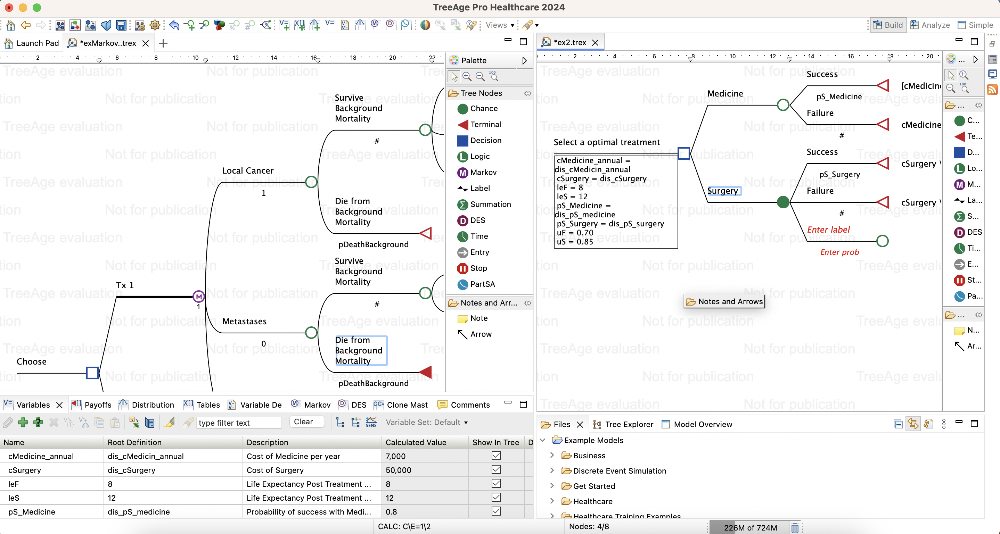 TreeAge Pro Healthcare 2024
Views
Build
Analyze
Simple
Launch Pad
*exMarkov..trex
*ex2.trex
2 4 6 8 10 12 14 16 18 20 22
Palette
100
Tree Nodes
Chance
Terminal
Decision
Logic
Markov
Label
Summation
DES
Time
Entry
Stop
PartSA
Notes and Arr...
Note
Arrow
TreeAge evaluation
Not for publication
Survive
Background
Mortality
#
Local Cancer
1
Die from
Background
Mortality
pDeathBackground
Survive
Background
Mortality
#
Tx 1
1
Metastases
0
Die from
Background
Mortality
pDeathBackground
Choose
2 4 6 8 10 12 14 16 18 20
Success
[cMedicin
pS_Medicine
Medicine
Failure
cMedicine
#
Select a optimal treatment
cMedicine_annual =
dis_cMedicin_annual
cSurgery = dis_cSurgery
leF = 8
leS = 12
pS_Medicine =
dis_pS_medicine
pS_Surgery = dis_pS_surgery
uF = 0.70
uS = 0.85
Success
cSurgery
pS_Surgery
Surgery
Failure
cSurgery
#
Enter label
Enter prob
Notes and Arrows
...
100
...
C...
Te...
D...
Lo...
M...
La...
S...
DES
Ti...
E...
St...
Pa...
...
N...
Ar...
Variables
Payoffs
Distribution
Tables
Variable De
Markov
DES
Clone Mast
Comments
type filter text
Clear
SENS
Variable Set: Default
Name Root Definition Description Calculated Value Show In Tree D
cMedicine_annual dis_cMedicin_annual Cost of Medicine per year 7,000
cSurgery dis_cSurgery Cost of Surgery 50,000
leF 8 Life Expectancy Post Treatment ... 8
leS 12 Life Expectancy Post Treatment ... 12
pS_Medicine dis_pS_medicine Probability of success with Medi... 0.8
Files
Tree Explorer
Model Overview
Example Models
Business
Discrete Event Simulation
Get Started
Healthcare
Healthcare Training Examples
CALC: C\E=1\2
Nodes: 4/8
226M of 724M